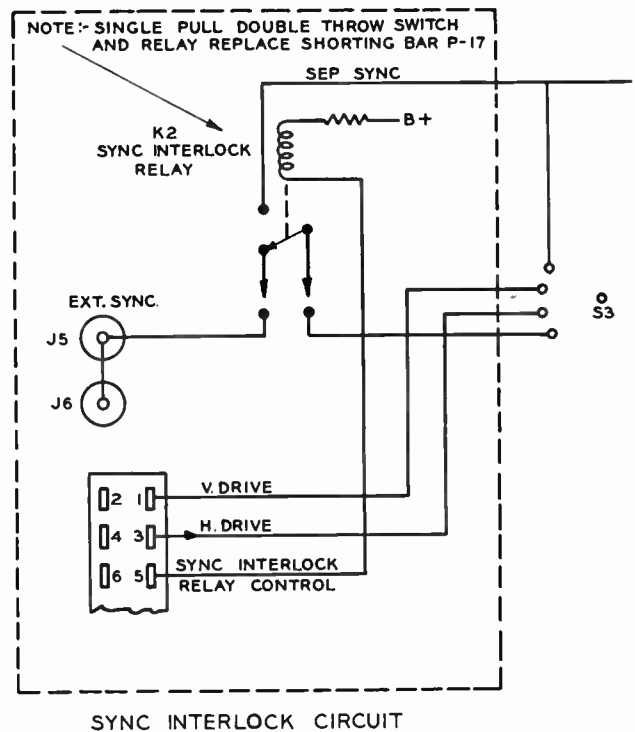 NOTE:- SINGLE PULL DOUBLE THROW SWITCH
AND RELAY REPLACE SHORTING BAR P-17
SEP SYNC
K2
SYNC INTERLOCK
RELAY
B+
EXT. SYNC.
J5
J6
S3
2 1
V. DRIVE
4 3
H. DRIVE
6 5
SYNC INTERLOCK
RELAY CONTROL
SYNC INTERLOCK CIRCUIT